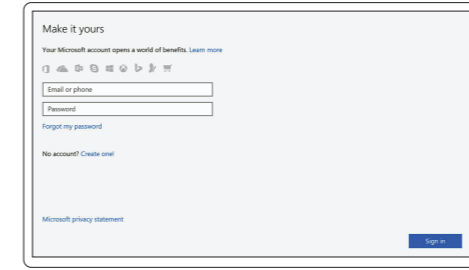 Make it yours
Your Microsoft account opens a world of benefits. Learn more
Email or phone
Password
Forgot my password
No account? Create one!
Microsoft privacy statement
Sign in